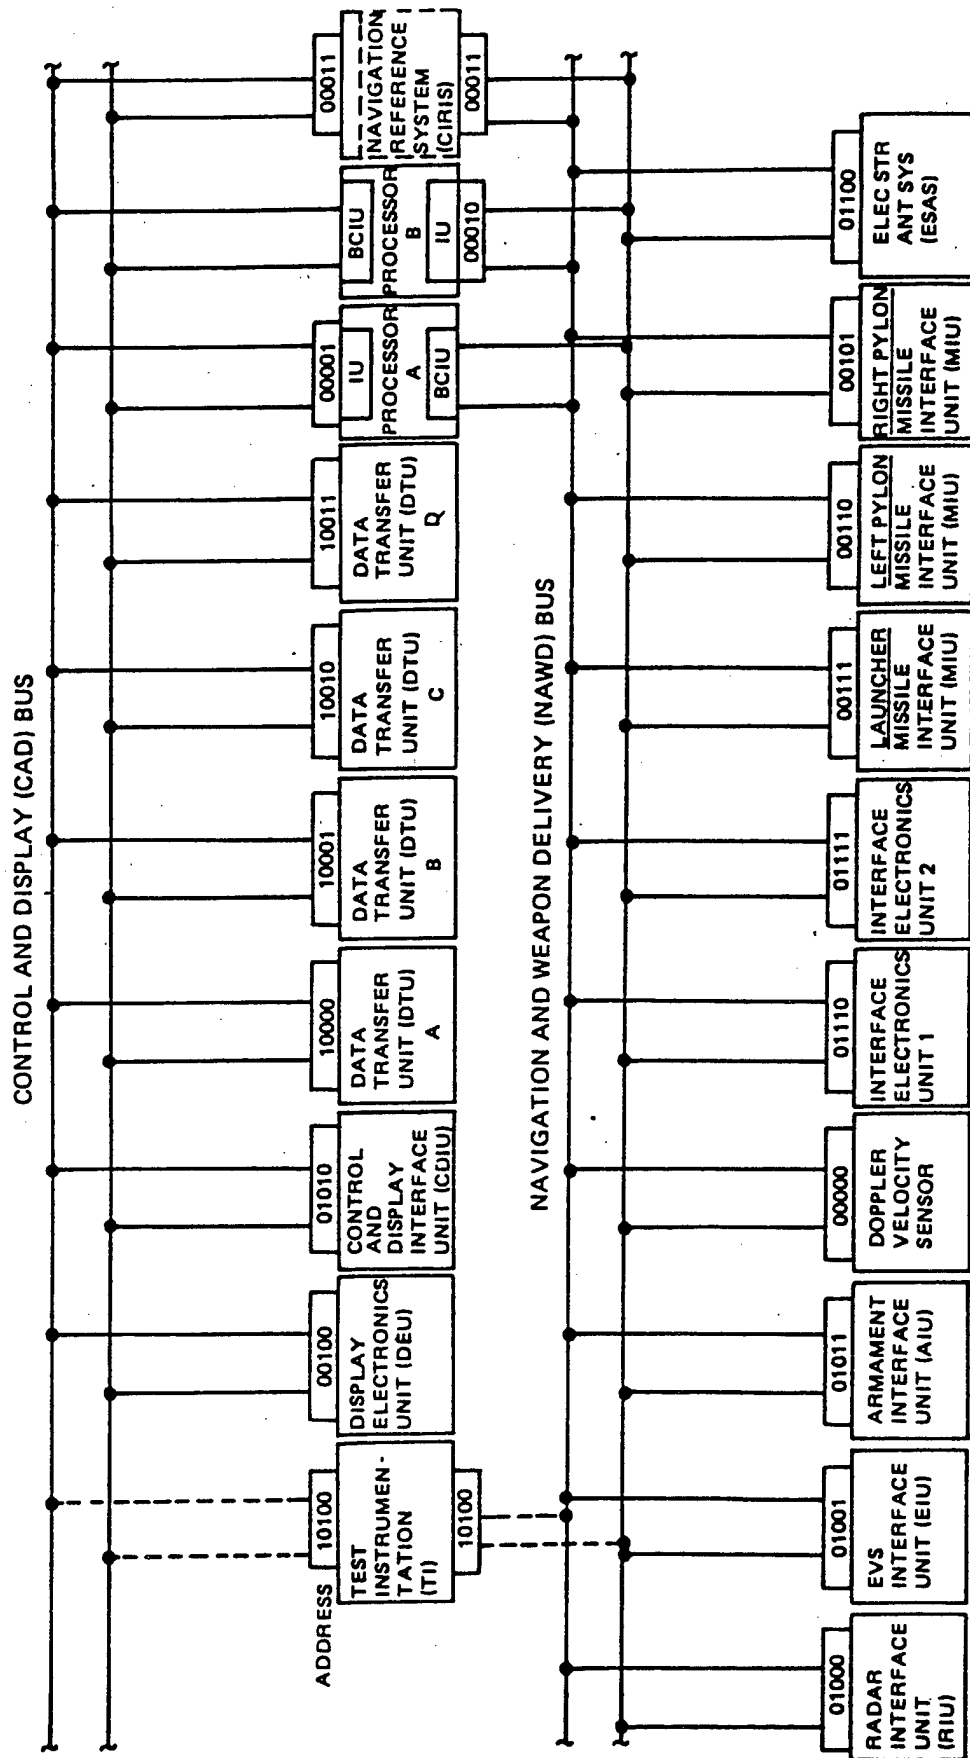 CONTROL AND DISPLAY (CAD) BUS
ADDRESS
10100
TEST
INSTRUMEN-
TATION
(TI)
10100
00100
DISPLAY
ELECTRONICS
UNIT (DEU)
01010
CONTROL
AND
DISPLAY
INTERFACE
UNIT (CDIU)
10000
DATA
TRANSFER
UNIT (DTU)
A
10001
DATA
TRANSFER
UNIT (DTU)
B
10010
DATA
TRANSFER
UNIT (DTU)
C
10011
DATA
TRANSFER
UNIT (DTU)
D
00001
IU
PROCESSOR
A
BCIU
BCIU
PROCESSOR
B
IU
00010
00011
NAVIGATION
REFERENCE
SYSTEM
(CIRIS)
00011
NAVIGATION AND WEAPON DELIVERY (NAWD) BUS
01000
RADAR
INTERFACE
UNIT
(RIU)
01001
EVS
INTERFACE
UNIT (EIU)
01011
ARMAMENT
INTERFACE
UNIT (AIU)
00000
DOPPLER
VELOCITY
SENSOR
01110
INTERFACE
ELECTRONICS
UNIT 1
01111
INTERFACE
ELECTRONICS
UNIT 2
00111
LAUNCHER
MISSILE
INTERFACE
UNIT (MIU)
00110
LEFT PYLON
MISSILE
INTERFACE
UNIT (MIU)
00101
RIGHT PYLON
MISSILE
INTERFACE
UNIT (MIU)
01100
ELEC STR
ANT SYS
(ESAS)